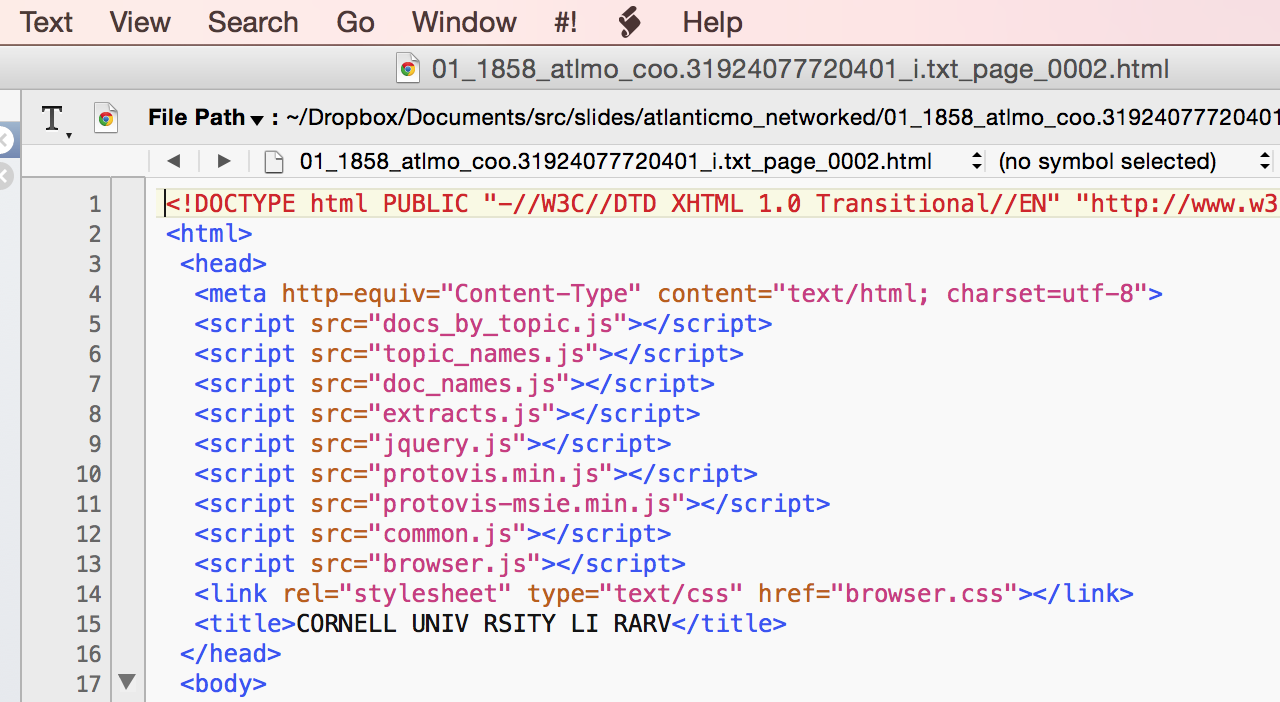 Text View Search Go Window #! Help
01_1858_atlmo_coo.31924077720401_i.txt_page_0002.html
T File Path : ~/Dropbox/Documents/src/slides/atlanticmo_networked/01_1858_atlmo_coo.31924077720401
01_1858_atlmo_coo.31924077720401_i.txt_page_0002.html (no symbol selected)
1 <!DOCTYPE html PUBLIC "-//W3C//DTD XHTML 1.0 Transitional//EN" "http://www.w3
2 <html>
3 <head>
4 <meta http-equiv="Content-Type" content="text/html; charset=utf-8">
5 <script src="docs_by_topic.js"></script>
6 <script src="topic_names.js"></script>
7 <script src="doc_names.js"></script>
8 <script src="extracts.js"></script>
9 <script src="jquery.js"></script>
10 <script src="protovis.min.js"></script>
11 <script src="protovis-msie.min.js"></script>
12 <script src="common.js"></script>
13 <script src="browser.js"></script>
14 <link rel="stylesheet" type="text/css" href="browser.css"></link>
15 <title>CORNELL UNIV RSITY LI RARV</title>
16 </head>
17 <body>